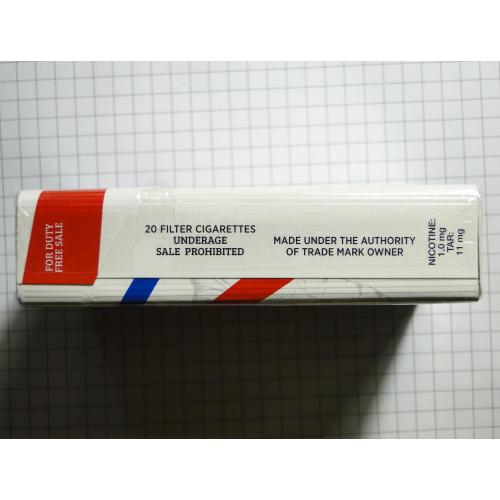 FOR DUTY
FREE SALE
20 FILTER CIGARETTES
UNDERAGE
SALE PROHIBITED
MADE UNDER THE AUTHORITY
OF TRADE MARK OWNER
NICOTINE:
1,0 mg
TAR:
11 mg